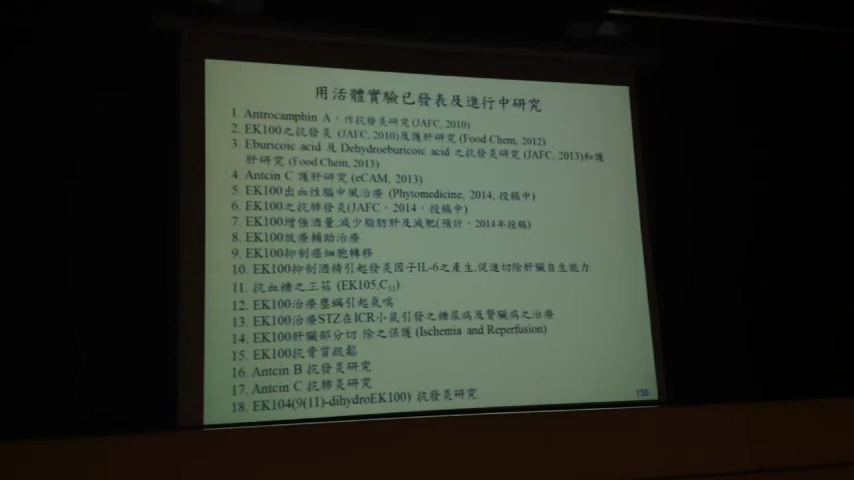 用活體實驗已發表及進行中研究
1. Antrocamphin A，作抗發炎研究 (JAFC, 2010)
2. EK100之抗發炎 (JAFC, 2010)及護肝研究 (Food Chem, 2012)
3. Eburicoic acid 及 Dehydroeburicoic acid 之抗發炎研究 (JAFC, 2013)和護
肝研究 (Food Chem, 2013)
4. Antcin C 護肝研究 (eCAM, 2013)
5. EK100出血性腦中風治療 (Phytomedicine, 2014, 投稿中)
6. EK100之抗肺發炎(JAFC，2014，投稿中)
7. EK100增強酒量,減少脂肪肝及減肥(預計，2014年投稿)
8. EK100放療輔助治療
9. EK100抑制癌細胞轉移
10. EK100抑制酒精引起發炎因子IL-6之產生,促進切除肝臟自生能力
11. 抗血糖之三萜 (EK105,C31)
12. EK100治療塵蟎引起氣喘
13. EK100治療STZ在ICR小鼠引發之糖尿病及腎臟病之治療
14. EK100肝臟部分切 除之保護 (Ischemia and Reperfusion)
15. EK100抗骨質疏鬆
16. Antcin B 抗發炎研究
17. Antcin C 抗肺炎研究
18. EK104(9(11)-dihydroEK100) 抗發炎研究
130